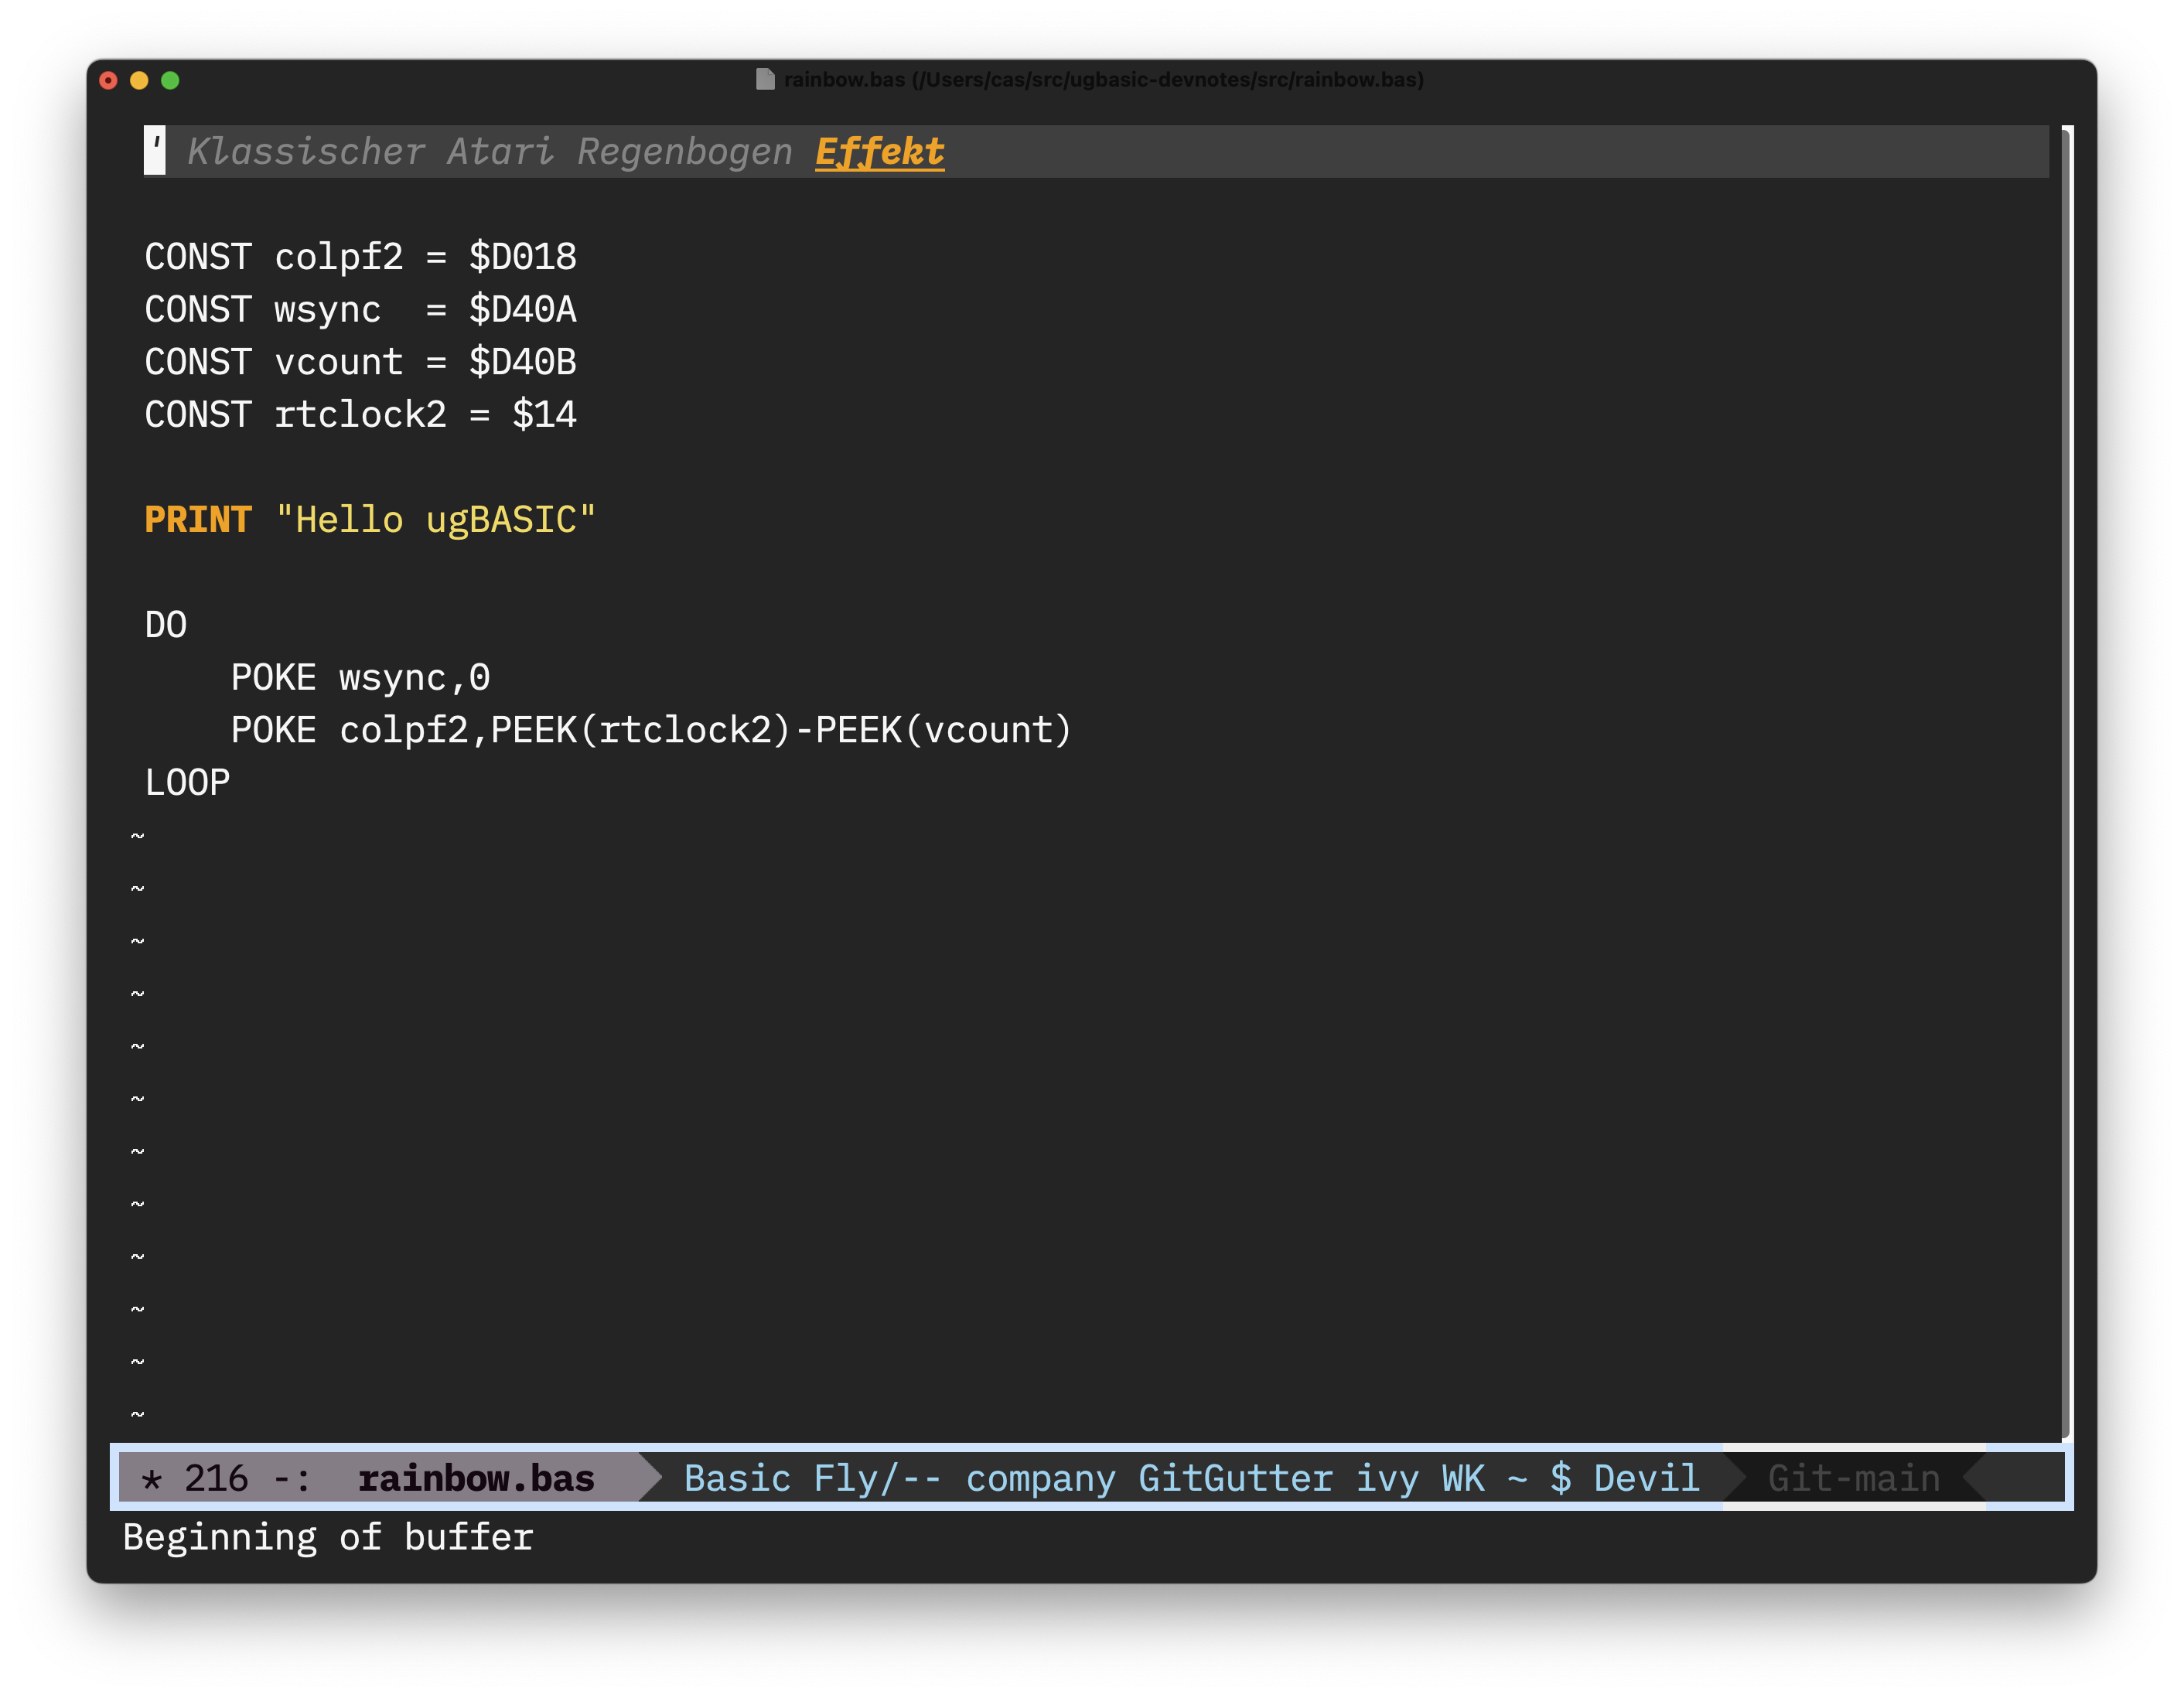 rainbow.bas (/Users/cas/src/ugbasic-devnotes/src/rainbow.bas)
' Klassischer Atari Regenbogen Effekt
CONST colpf2 = $D018
CONST wsync  = $D40A
CONST vcount = $D40B
CONST rtclock2 = $14
PRINT "Hello ugBASIC"
DO
    POKE wsync,0
    POKE colpf2,PEEK(rtclock2)-PEEK(vcount)
LOOP
~
~
~
~
~
~
~
~
~
~
~
~
* 216 -:  rainbow.bas  Basic Fly/-- company GitGutter ivy WK ~ $ Devil  Git-main
Beginning of buffer